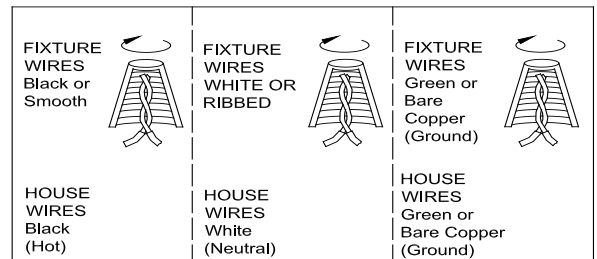 FIXTURE
WIRES
Black or
Smooth
HOUSE
WIRES
Black
(Hot)
FIXTURE
WIRES
WHITE OR
RIBBED
HOUSE
WIRES
White
(Neutral)
FIXTURE
WIRES
Green or
Bare
Copper
(Ground)
HOUSE
WIRES
Green or
Bare Copper
(Ground)